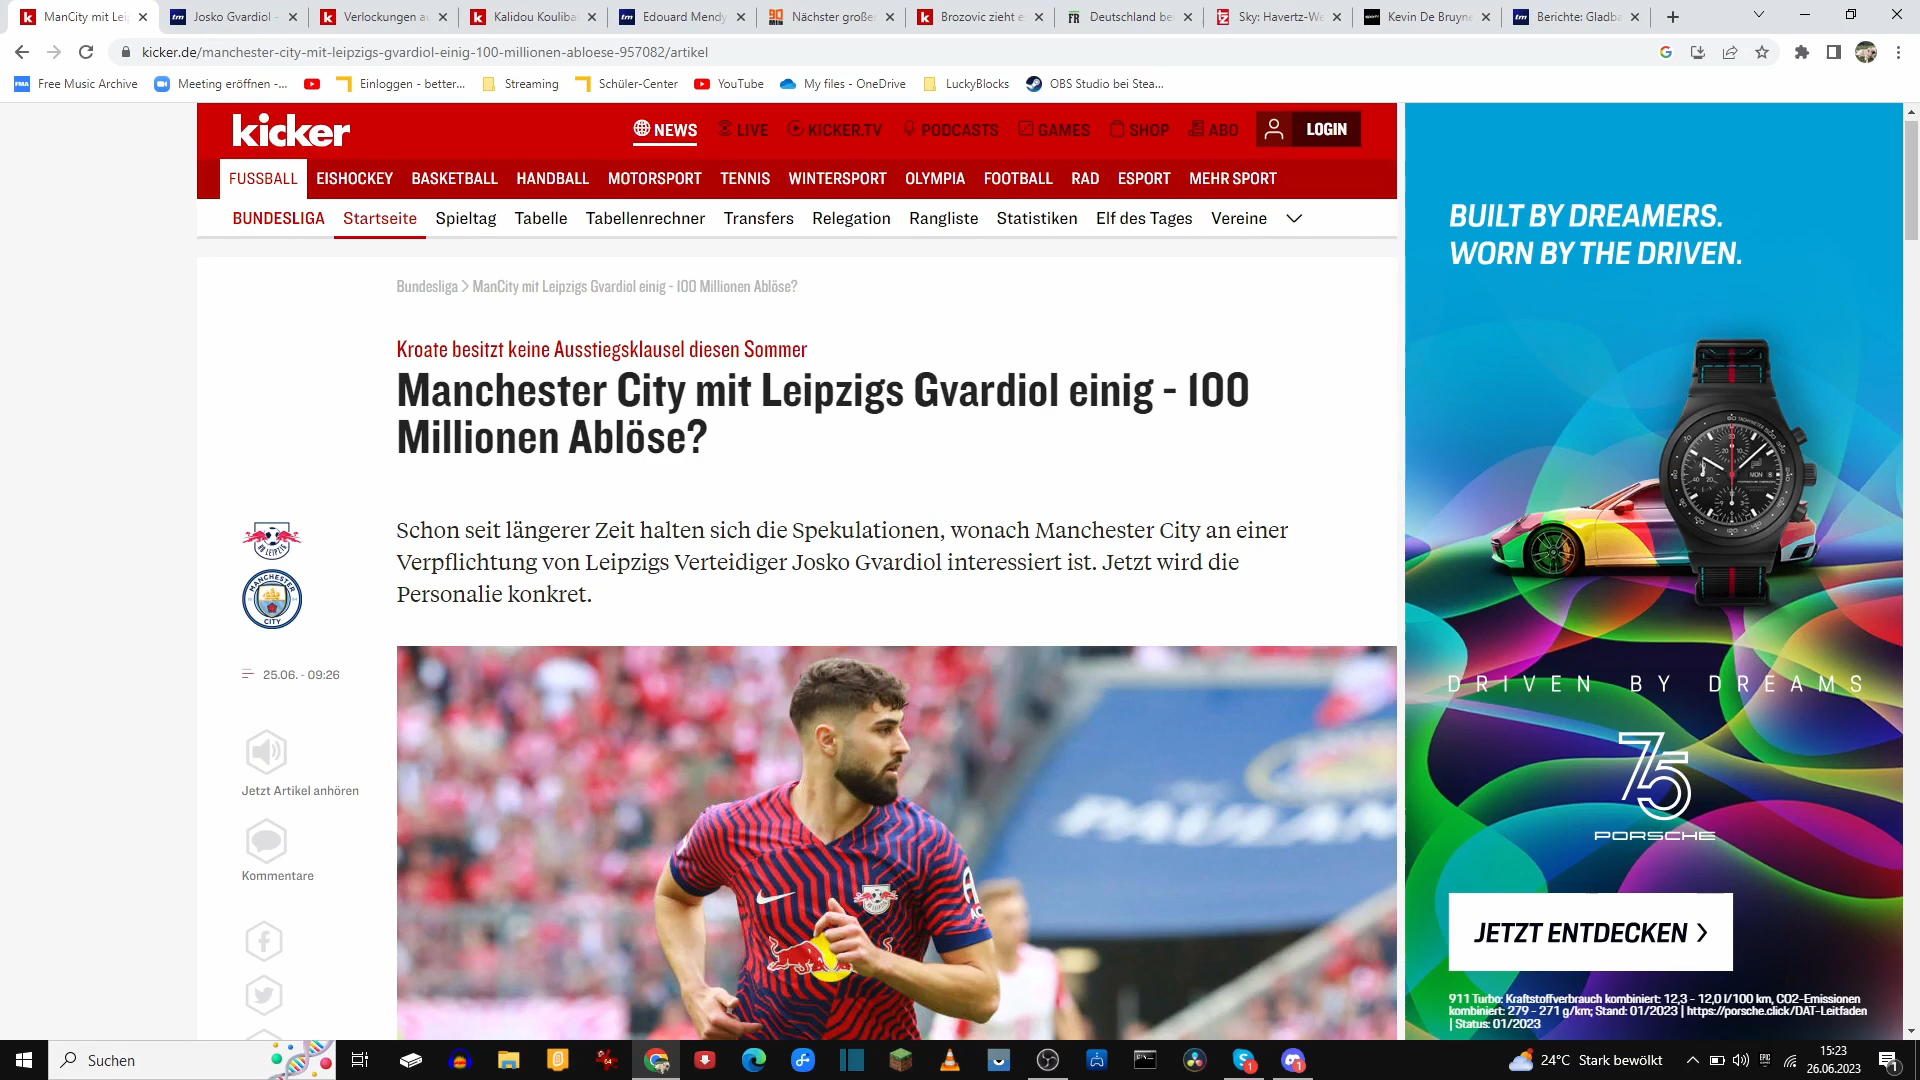 ManCity mit Lei
Josko Gvardiol -
Verlockungen au
Kalidou Kouliba
Edouard Mendy
Nächster großer
Brozovic zieht e
Deutschland be
Sky: Havertz-We
Kevin De Bruyne
Berichte: Gladba
kicker.de/manchester-city-mit-leipzigs-gvardiol-einig-100-millionen-abloese-957082/artikel
Free Music Archive
Meeting eröffnen -...
Einloggen - better...
Streaming
Schüler-Center
YouTube
My files - OneDrive
LuckyBlocks
OBS Studio bei Stea...
kicker
NEWS
LIVE
KICKER.TV
PODCASTS
GAMES
SHOP
ABO
LOGIN
FUSSBALL
EISHOCKEY
BASKETBALL
HANDBALL
MOTORSPORT
TENNIS
WINTERSPORT
OLYMPIA
FOOTBALL
RAD
ESPORT
MEHR SPORT
BUNDESLIGA
Startseite
Spieltag
Tabelle
Tabellenrechner
Transfers
Relegation
Rangliste
Statistiken
Elf des Tages
Vereine
Bundesliga > ManCity mit Leipzigs Gvardiol einig - 100 Millionen Ablöse?
Kroate besitzt keine Ausstiegsklausel diesen Sommer
Manchester City mit Leipzigs Gvardiol einig - 100
Millionen Ablöse?
Schon seit längerer Zeit halten sich die Spekulationen, wonach Manchester City an einer
Verpflichtung von Leipzigs Verteidiger Josko Gvardiol interessiert ist. Jetzt wird die
Personalie konkret.
RB LEIPZIG
MANCHESTER
CITY
25.06. - 09:26
Jetzt Artikel anhören
Kommentare
PAULAN
BUILT BY DREAMERS.
WORN BY THE DRIVEN.
DRIVEN BY DREAMS
75
PORSCHE
JETZT ENTDECKEN >
911 Turbo: Kraftstoffverbrauch kombiniert: 12,3 - 12,0 l/100 km, CO2-Emissionen
kombiniert: 279 - 271 g/km; Stand: 01/2023 | https://porsche.click/DAT-Leitfaden
| Status: 01/2023
Suchen
24°C Stark bewölkt
15:23
26.06.2023